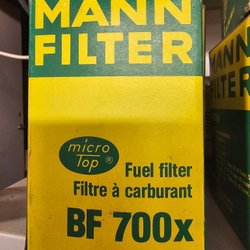 MANN
FILTER
micro
Top ®
Fuel filter
Filtre à carburant
BF 700x